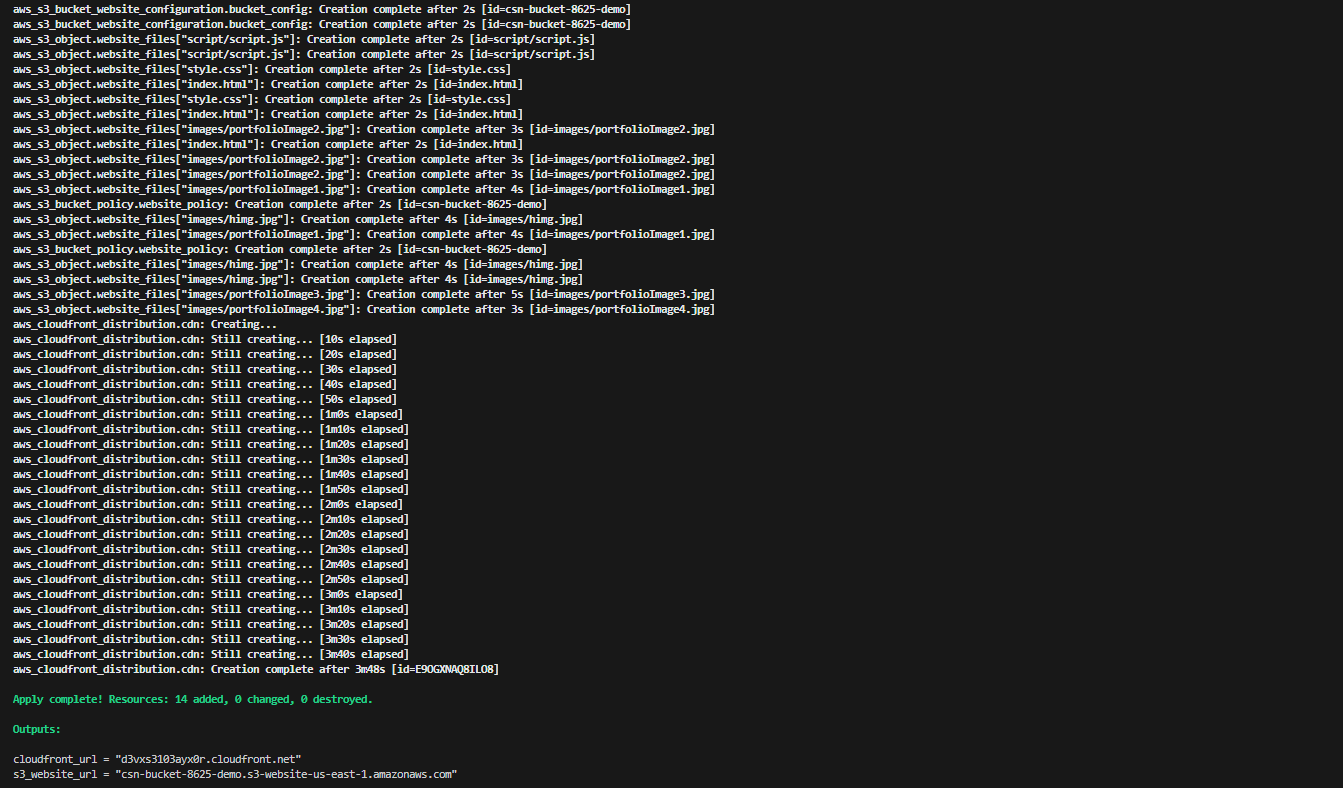 aws_s3_bucket_website_configuration.bucket_config: Creation complete after 2s [id=csn-bucket-8625-demo]
aws_s3_bucket_website_configuration.bucket_config: Creation complete after 2s [id=csn-bucket-8625-demo]
aws_s3_object.website_files["script/script.js"]: Creation complete after 2s [id=script/script.js]
aws_s3_object.website_files["script/script.js"]: Creation complete after 2s [id=script/script.js]
aws_s3_object.website_files["style.css"]: Creation complete after 2s [id=style.css]
aws_s3_object.website_files["index.html"]: Creation complete after 2s [id=index.html]
aws_s3_object.website_files["style.css"]: Creation complete after 2s [id=style.css]
aws_s3_object.website_files["index.html"]: Creation complete after 2s [id=index.html]
aws_s3_object.website_files["images/portfolioImage2.jpg"]: Creation complete after 3s [id=images/portfolioImage2.jpg]
aws_s3_object.website_files["index.html"]: Creation complete after 2s [id=index.html]
aws_s3_object.website_files["images/portfolioImage2.jpg"]: Creation complete after 3s [id=images/portfolioImage2.jpg]
aws_s3_object.website_files["images/portfolioImage2.jpg"]: Creation complete after 3s [id=images/portfolioImage2.jpg]
aws_s3_object.website_files["images/portfolioImage1.jpg"]: Creation complete after 4s [id=images/portfolioImage1.jpg]
aws_s3_bucket_policy.website_policy: Creation complete after 2s [id=csn-bucket-8625-demo]
aws_s3_object.website_files["images/himg.jpg"]: Creation complete after 4s [id=images/himg.jpg]
aws_s3_object.website_files["images/portfolioImage1.jpg"]: Creation complete after 4s [id=images/portfolioImage1.jpg]
aws_s3_bucket_policy.website_policy: Creation complete after 2s [id=csn-bucket-8625-demo]
aws_s3_object.website_files["images/himg.jpg"]: Creation complete after 4s [id=images/himg.jpg]
aws_s3_object.website_files["images/himg.jpg"]: Creation complete after 4s [id=images/himg.jpg]
aws_s3_object.website_files["images/portfolioImage3.jpg"]: Creation complete after 5s [id=images/portfolioImage3.jpg]
aws_s3_object.website_files["images/portfolioImage4.jpg"]: Creation complete after 3s [id=images/portfolioImage4.jpg]
aws_cloudfront_distribution.cdn: Creating...
aws_cloudfront_distribution.cdn: Still creating... [10s elapsed]
aws_cloudfront_distribution.cdn: Still creating... [20s elapsed]
aws_cloudfront_distribution.cdn: Still creating... [30s elapsed]
aws_cloudfront_distribution.cdn: Still creating... [40s elapsed]
aws_cloudfront_distribution.cdn: Still creating... [50s elapsed]
aws_cloudfront_distribution.cdn: Still creating... [1m0s elapsed]
aws_cloudfront_distribution.cdn: Still creating... [1m10s elapsed]
aws_cloudfront_distribution.cdn: Still creating... [1m20s elapsed]
aws_cloudfront_distribution.cdn: Still creating... [1m30s elapsed]
aws_cloudfront_distribution.cdn: Still creating... [1m40s elapsed]
aws_cloudfront_distribution.cdn: Still creating... [1m50s elapsed]
aws_cloudfront_distribution.cdn: Still creating... [2m0s elapsed]
aws_cloudfront_distribution.cdn: Still creating... [2m10s elapsed]
aws_cloudfront_distribution.cdn: Still creating... [2m20s elapsed]
aws_cloudfront_distribution.cdn: Still creating... [2m30s elapsed]
aws_cloudfront_distribution.cdn: Still creating... [2m40s elapsed]
aws_cloudfront_distribution.cdn: Still creating... [2m50s elapsed]
aws_cloudfront_distribution.cdn: Still creating... [3m0s elapsed]
aws_cloudfront_distribution.cdn: Still creating... [3m10s elapsed]
aws_cloudfront_distribution.cdn: Still creating... [3m20s elapsed]
aws_cloudfront_distribution.cdn: Still creating... [3m30s elapsed]
aws_cloudfront_distribution.cdn: Still creating... [3m40s elapsed]
aws_cloudfront_distribution.cdn: Creation complete after 3m48s [id=E9OGXNAQ8ILO8]
Apply complete! Resources: 14 added, 0 changed, 0 destroyed.
Outputs:
cloudfront_url = "d3vxs3103ayx0r.cloudfront.net"
s3_website_url = "csn-bucket-8625-demo.s3-website-us-east-1.amazonaws.com"